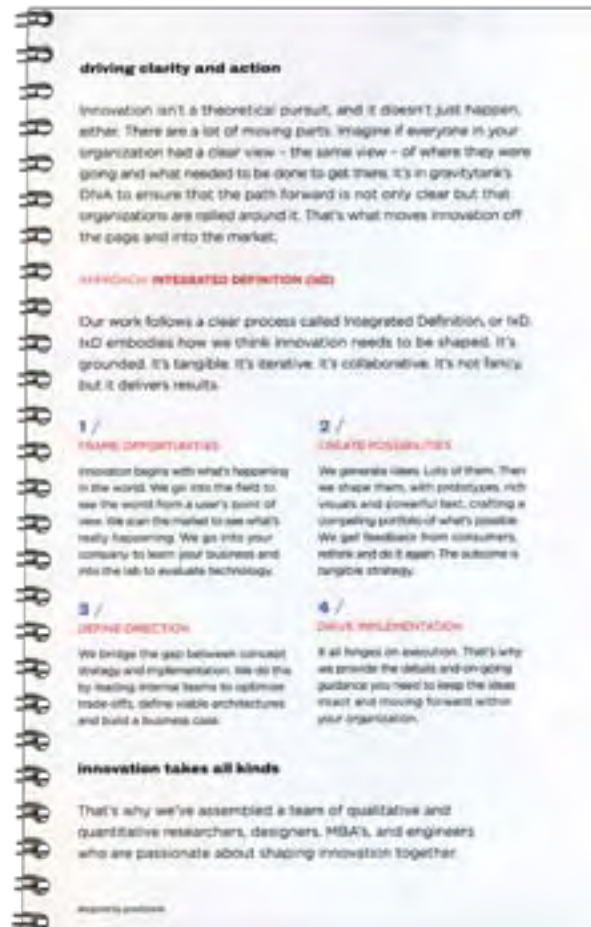 driving clarity and action
Innovation isn't a theoretical pursuit, and it doesn't just happen,
either. There are a lot of moving parts. Imagine if everyone in your
organization had a clear view – the same view – of where they were
going and what needed to be done to get there. It's in gravitytank's
DNA to ensure that the path forward is not only clear but that
organizations are rallied around it. That's what moves innovation off
the page and into the market.
APPROACH: INTEGRATED DEFINITION (IxD)
Our work follows a clear process called Integrated Definition, or IxD.
IxD embodies how we think innovation needs to be shaped. It's
grounded. It's tangible. It's iterative. It's collaborative. It's not fancy,
but it delivers results.
1 /
FRAME OPPORTUNITIES
Innovation begins with what's happening
in the world. We go into the field to
see the world from a user's point of
view. We scan the market to see what's
really happening. We go into your
company to learn your business and
into the lab to evaluate technology.
2 /
CREATE POSSIBILITIES
We generate ideas. Lots of them. Then
we shape them, with prototypes, rich
visuals and powerful text, crafting a
compelling portfolio of what's possible.
We get feedback from consumers,
rethink and do it again. The outcome is
tangible strategy.
3 /
DEFINE DIRECTION
We bridge the gap between concept
strategy and implementation. We do this
by leading internal teams to optimize
trade-offs, define viable architectures
and build a business case.
4 /
DRIVE IMPLEMENTATION
It all hinges on execution. That's why
we provide the details and on-going
guidance you need to keep the ideas
intact and moving forward within
your organization.
innovation takes all kinds
That's why we've assembled a team of qualitative and
quantitative researchers, designers, MBA's, and engineers
who are passionate about shaping innovation together.